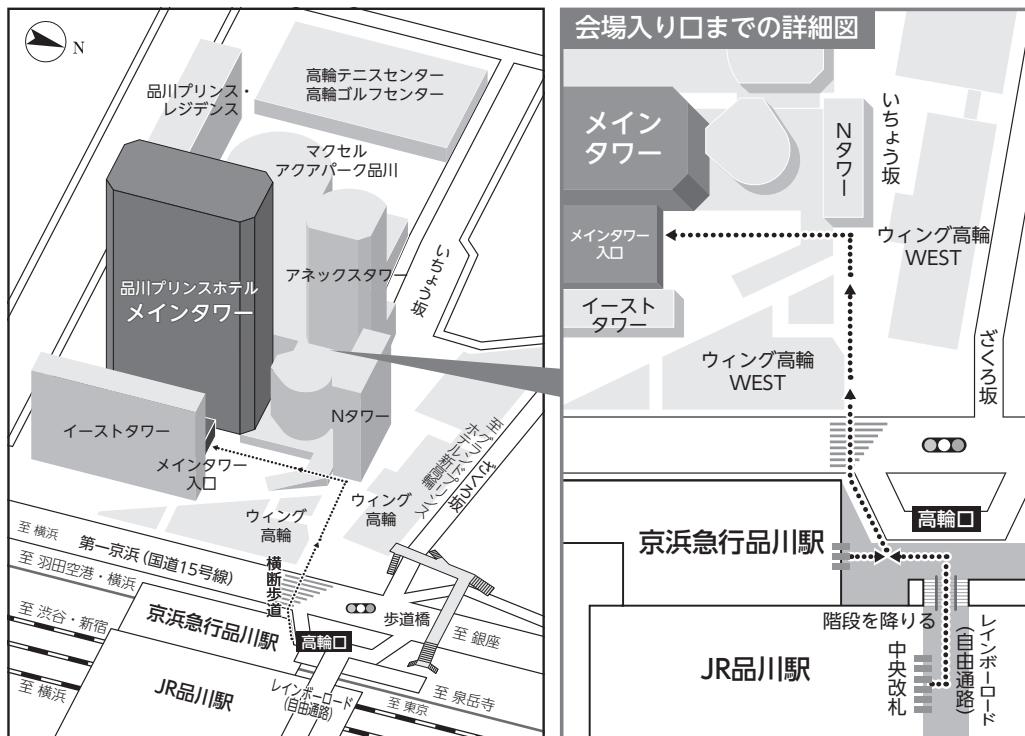 N
品川プリンス・
レジデンス
高輪テニスセンター
高輪ゴルフセンター
マクセル
アクアパーク品川
品川プリンスホテル
メインタワー
アネックスタワー
いちょう坂
イーストタワー
メインタワー
入口
Nタワー
至グランドプリンス
ホテル新高輪
ざくろ坂
ウィング
高輪
ウィング
高輪
至 横浜
第一京浜 (国道15号線)
至 羽田空港・横浜
横断歩道
京浜急行品川駅
高輪口
歩道橋
至 銀座
至 渋谷・新宿
至 横浜
JR品川駅
レインボーロード
(自由通路)
至 東京
至 泉岳寺
会場入り口までの詳細図
メイン
タワー
Nタワー
いちょう坂
メインタワー
入口
ウィング高輪
WEST
イースト
タワー
ウィング高輪
WEST
ざくろ坂
高輪口
京浜急行品川駅
階段を降りる
JR品川駅
中央改札
レインボーロード
(自由通路)